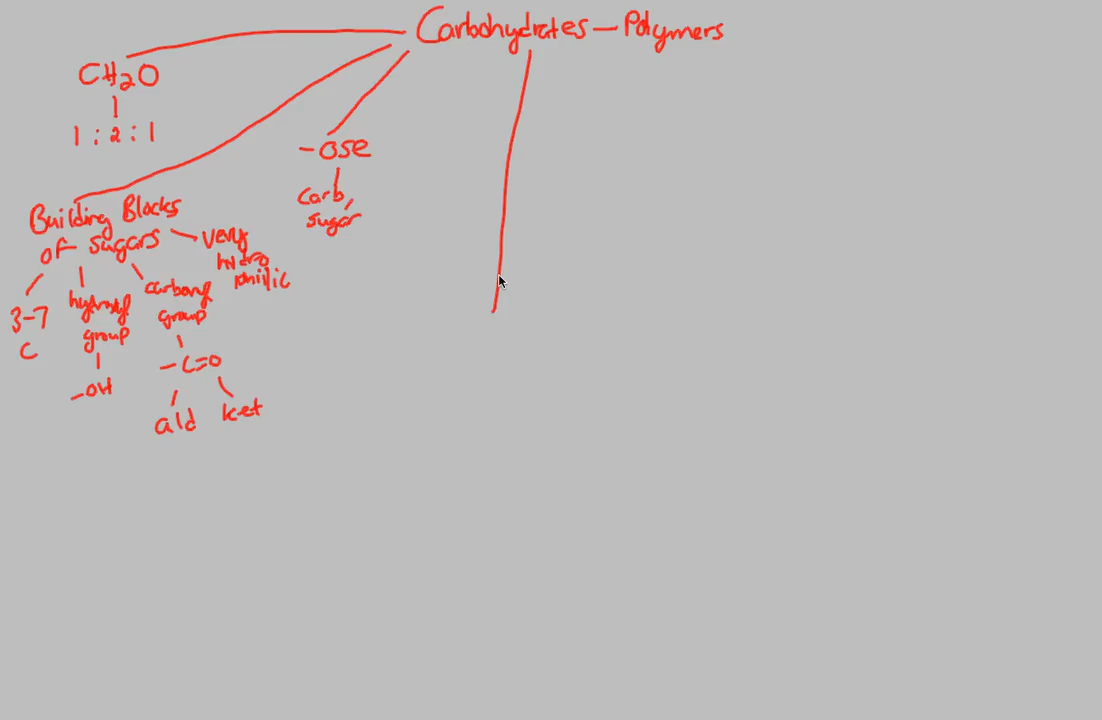 Carbohydrates — Polymers
CH2O
1 : 2 : 1
-ose
carb,
sugar
Building Blocks
of sugars
very
hydro
philic
3-7
C
hydroxyl
group
-OH
carbonyl
group
-C=O
ald
ket